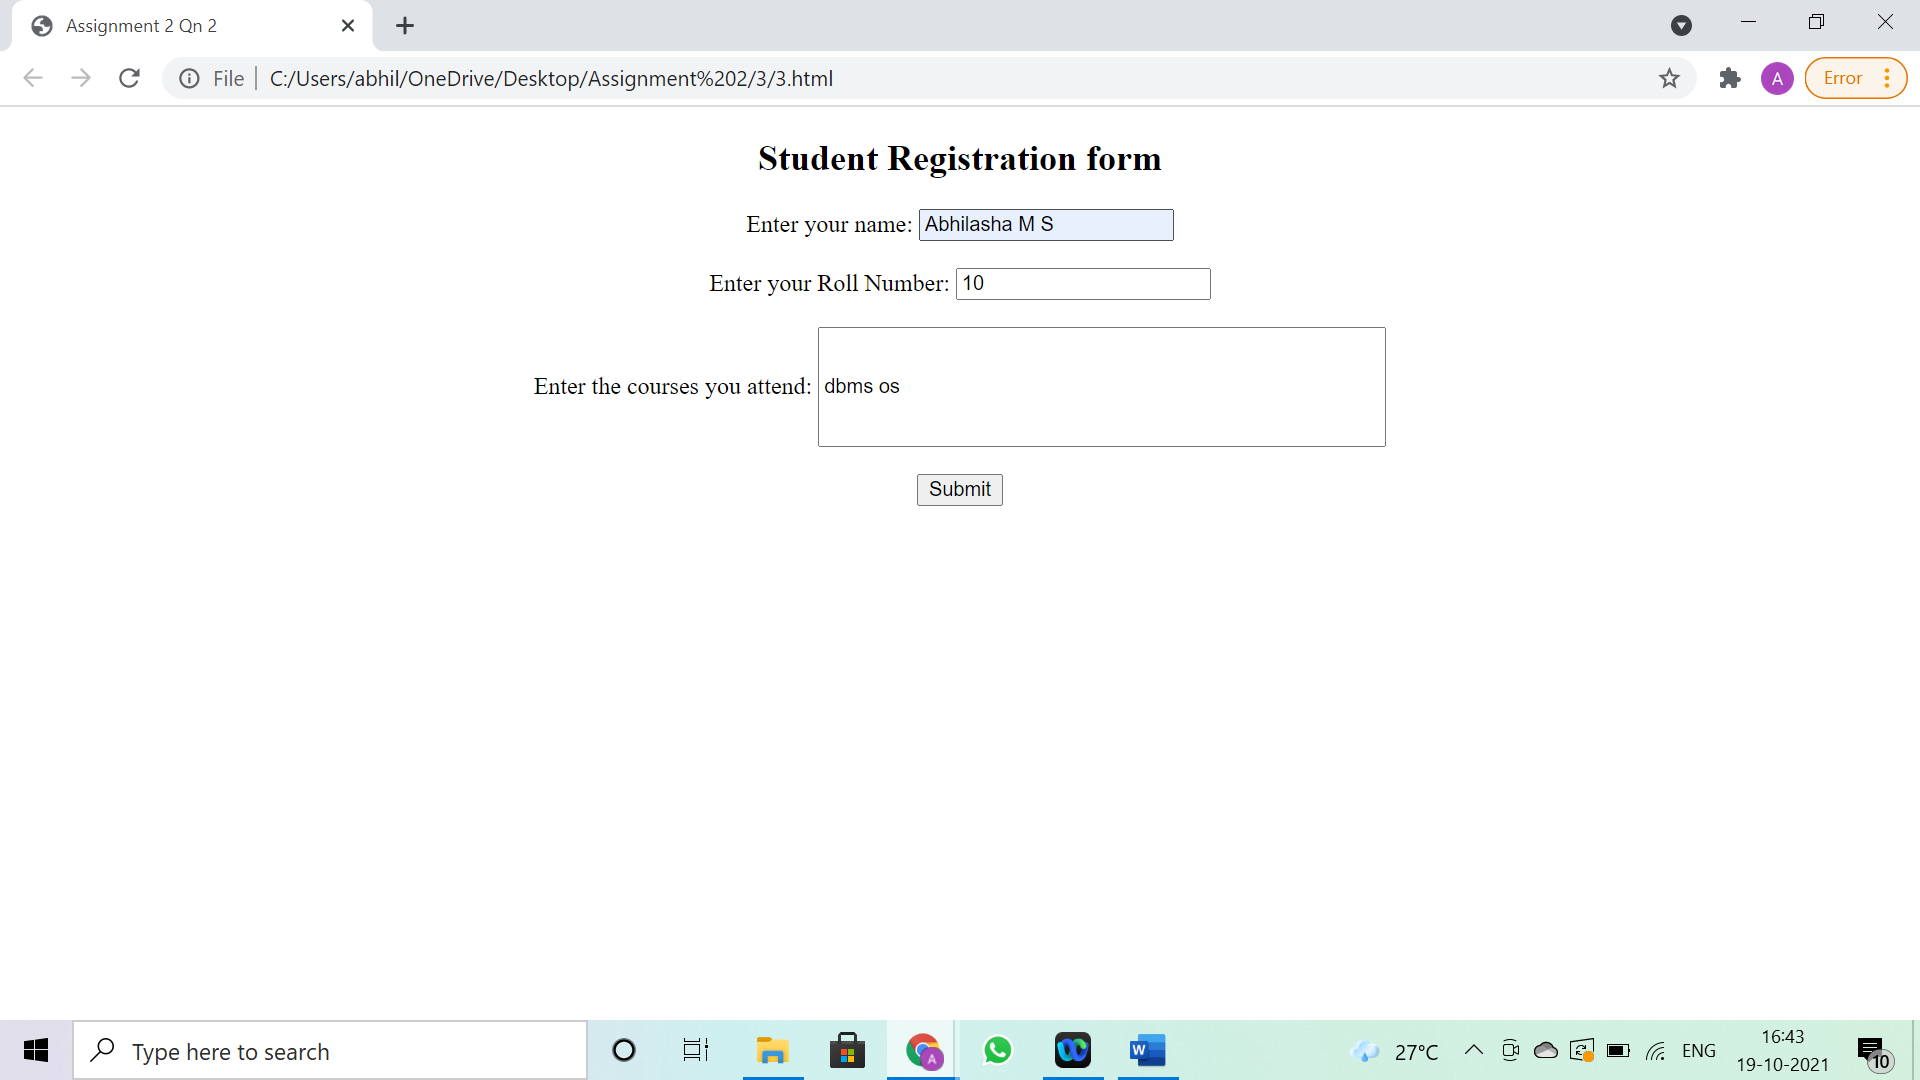 Assignment 2 Qn 2
File C:/Users/abhil/OneDrive/Desktop/Assignment%202/3/3.html A Error
Student Registration form
Enter your name: Abhilasha M S
Enter your Roll Number: 10
Enter the courses you attend: dbms os
Submit
Type here to search A W 27°C ENG 16:43
19-10-2021 10